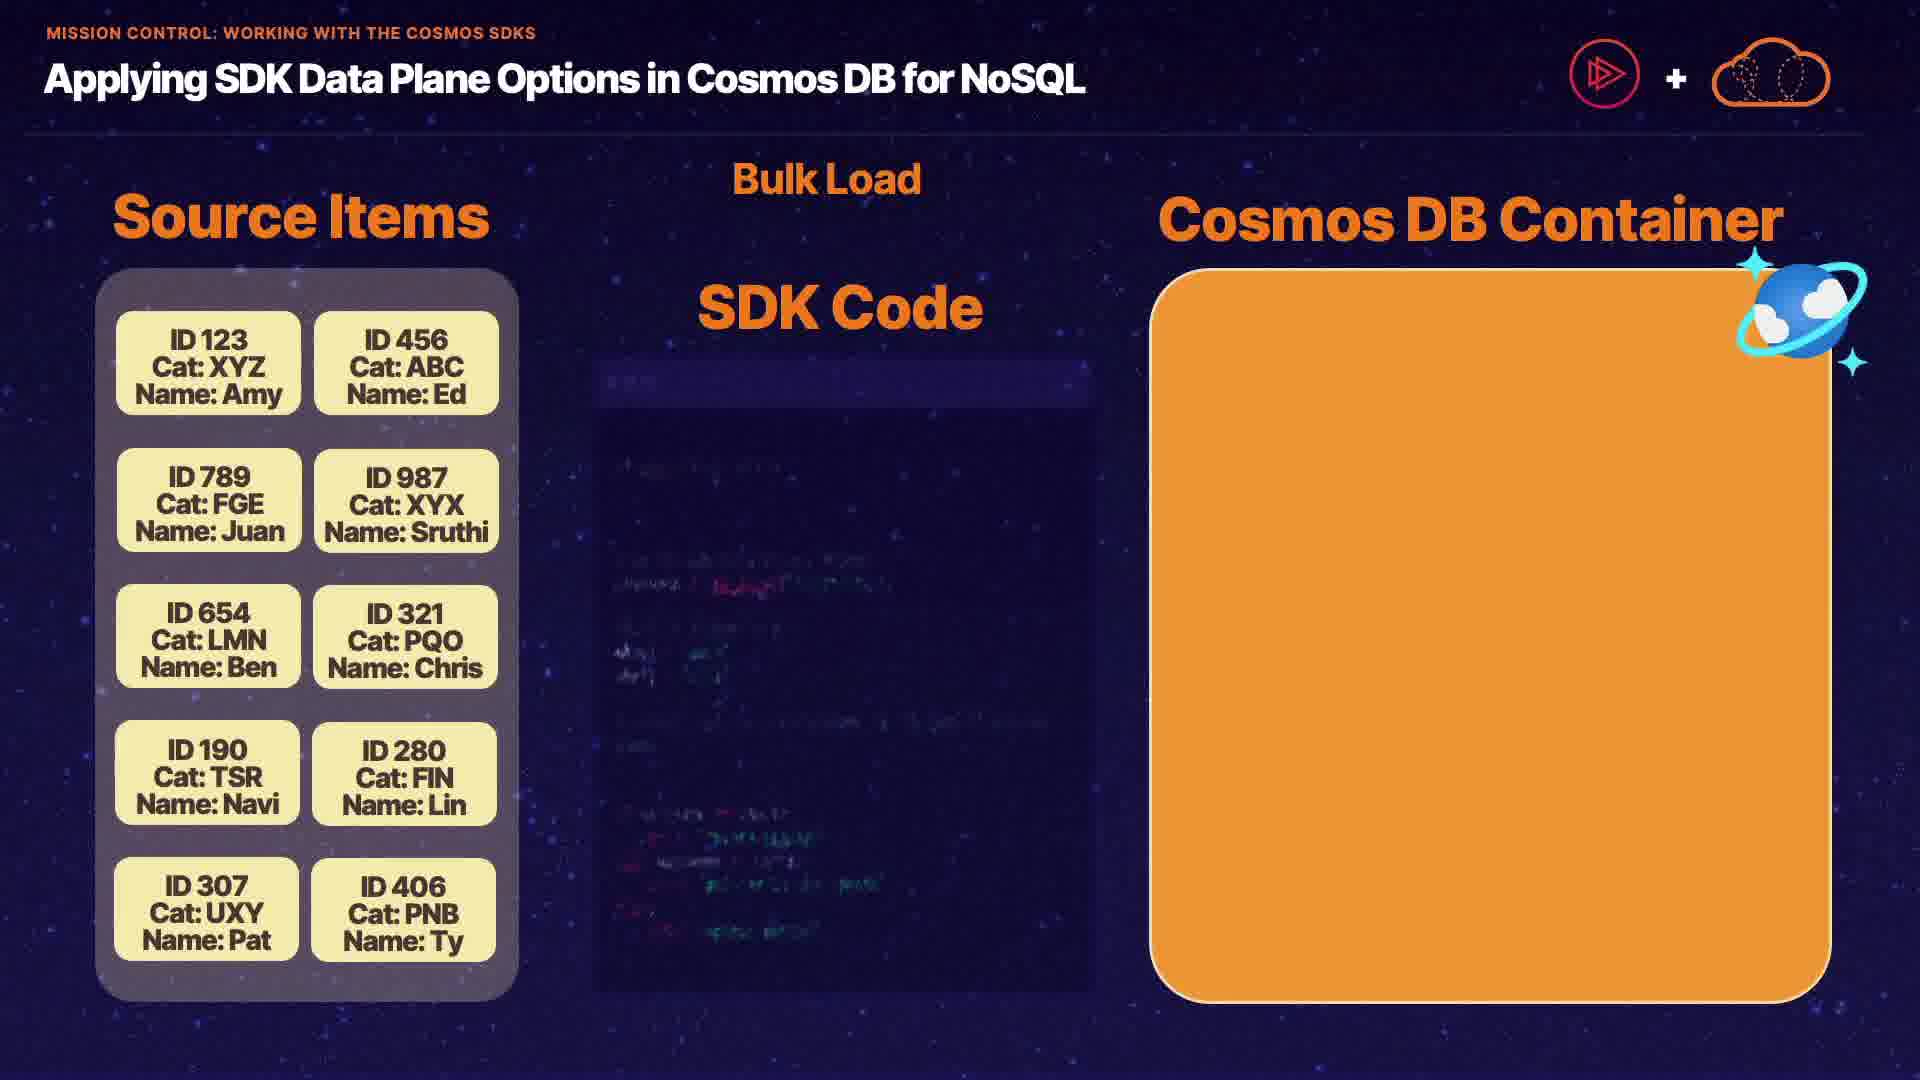 MISSION CONTROL: WORKING WITH THE COSMOS SDKS
Applying SDK Data Plane Options in Cosmos DB for NoSQL
Bulk Load
Source Items
SDK Code
Cosmos DB Container
ID 123
Cat: XYZ
Name: Amy
ID 456
Cat: ABC
Name: Ed
ID 789
Cat: FGE
Name: Juan
ID 987
Cat: XYX
Name: Sruthi
ID 654
Cat: LMN
Name: Ben
ID 321
Cat: PQO
Name: Chris
ID 190
Cat: TSR
Name: Navi
ID 280
Cat: FIN
Name: Lin
ID 307
Cat: UXY
Name: Pat
ID 406
Cat: PNB
Name: Ty